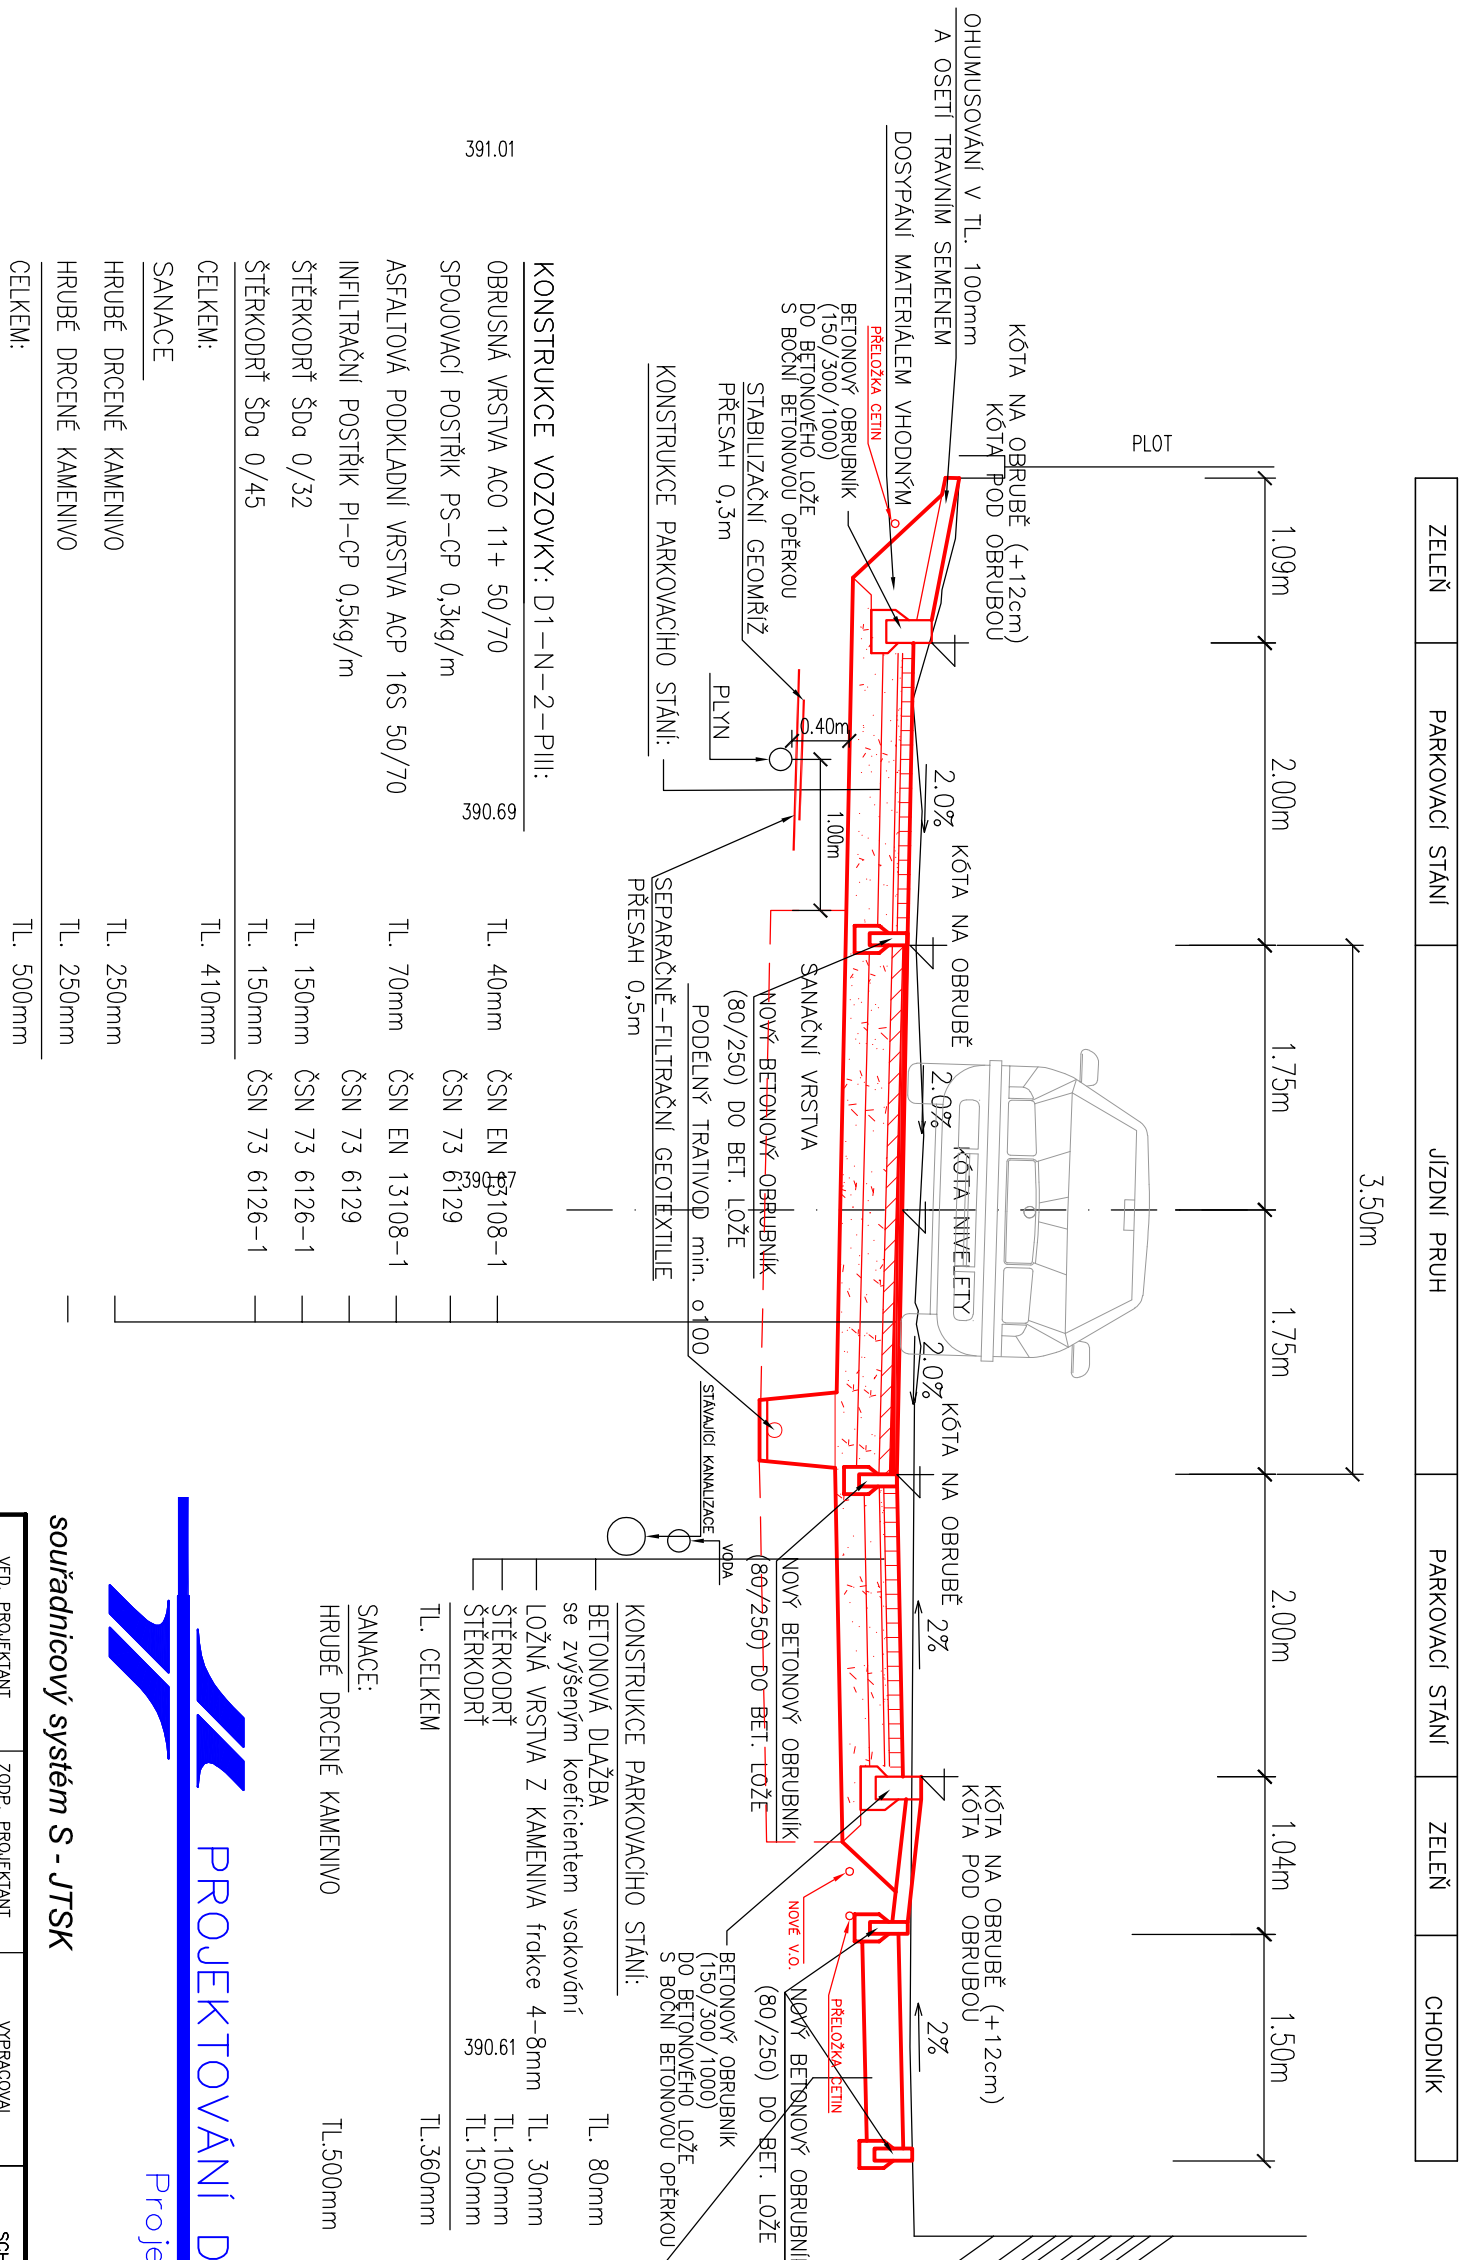 ZELEŇ
PARKOVACÍ STÁNÍ
JÍZDNÍ PRUH
PARKOVACÍ STÁNÍ
ZELEŇ
CHODNÍK
3.50m
1.09m
2.00m
1.75m
1.75m
2.00m
1.04m
1.50m
PLOT
KÓTA NA OBRUBĚ (+12cm)
KÓTA POD OBRUBOU
OHUMUSOVÁNÍ V TL. 100mm
A OSETÍ TRAVNÍM SEMENEM
DOSYPÁNÍ MATERIÁLEM VHODNÝM
PŘELOŽKA CETIN
BETONOVÝ OBRUBNÍK
(150/300/1000)
DO BETONOVÉHO LOŽE
S BOČNÍ BETONOVOU OPĚRKOU
STABILIZAČNÍ GEOMŘÍŽ
PŘESAH 0,3m
KONSTRUKCE PARKOVACÍHO STÁNÍ:
PLYN
0.40m
1.00m
2.0%
KÓTA NA OBRUBĚ
2.0%
KÓTA NIVELETY
2.0%
KÓTA NA OBRUBĚ
2%
KÓTA NA OBRUBĚ (+12cm)
KÓTA POD OBRUBOU
2%
SANAČNÍ VRSTVA
NOVÝ BETONOVÝ OBRUBNÍK
(80/250) DO BET. LOŽE
PODÉLNÝ TRATIVOD min. o100
SEPARAČNĚ-FILTRAČNÍ GEOTEXTILIE
PŘESAH 0,5m
STÁVAJÍCÍ KANALIZACE
VODA
NOVÝ BETONOVÝ OBRUBNÍK
(80/250) DO BET. LOŽE
NOVÉ V.O.
PŘELOŽKA CETIN
NOVÝ BETONOVÝ OBRUBNÍ
(80/250) DO BET. LOŽE
BETONOVÝ OBRUBNÍK
(150/300/1000)
DO BETONOVÉHO LOŽE
S BOČNÍ BETONOVOU OPĚRKOU
391.01
390.69
390.67
390.61
KONSTRUKCE VOZOVKY: D1-N-2-PIII:
OBRUSNÁ VRSTVA ACO 11+ 50/70 TL. 40mm ČSN EN 13108-1
SPOJOVACÍ POSTŘIK PS-CP 0,3kg/m ČSN 73 6129
ASFALTOVÁ PODKLADNÍ VRSTVA ACP 16S 50/70 TL. 70mm ČSN EN 13108-1
INFILTRAČNÍ POSTŘIK PI-CP 0,5kg/m ČSN 73 6129
ŠTĚRKODRŤ ŠDa 0/32 TL. 150mm ČSN 73 6126-1
ŠTĚRKODRŤ ŠDa 0/45 TL. 150mm ČSN 73 6126-1
CELKEM: TL. 410mm
SANACE
HRUBÉ DRCENÉ KAMENIVO TL. 250mm
HRUBÉ DRCENÉ KAMENIVO TL. 250mm
CELKEM: TL. 500mm
KONSTRUKCE PARKOVACÍHO STÁNÍ:
BETONOVÁ DLAŽBA TL. 80mm
se zvýšeným koeficientem vsakování
LOŽNÁ VRSTVA Z KAMENIVA frakce 4-8mm TL. 30mm
ŠTĚRKODRŤ TL.100mm
ŠTĚRKODRŤ TL.150mm
TL. CELKEM TL.360mm
SANACE:
HRUBÉ DRCENÉ KAMENIVO TL.500mm
PROJEKTOVÁNÍ D
Proje
souřadnicový systém S - JTSK
VED. PROJEKTANT
ZODP. PROJEKTANT
VYPRACOVAL
SCH